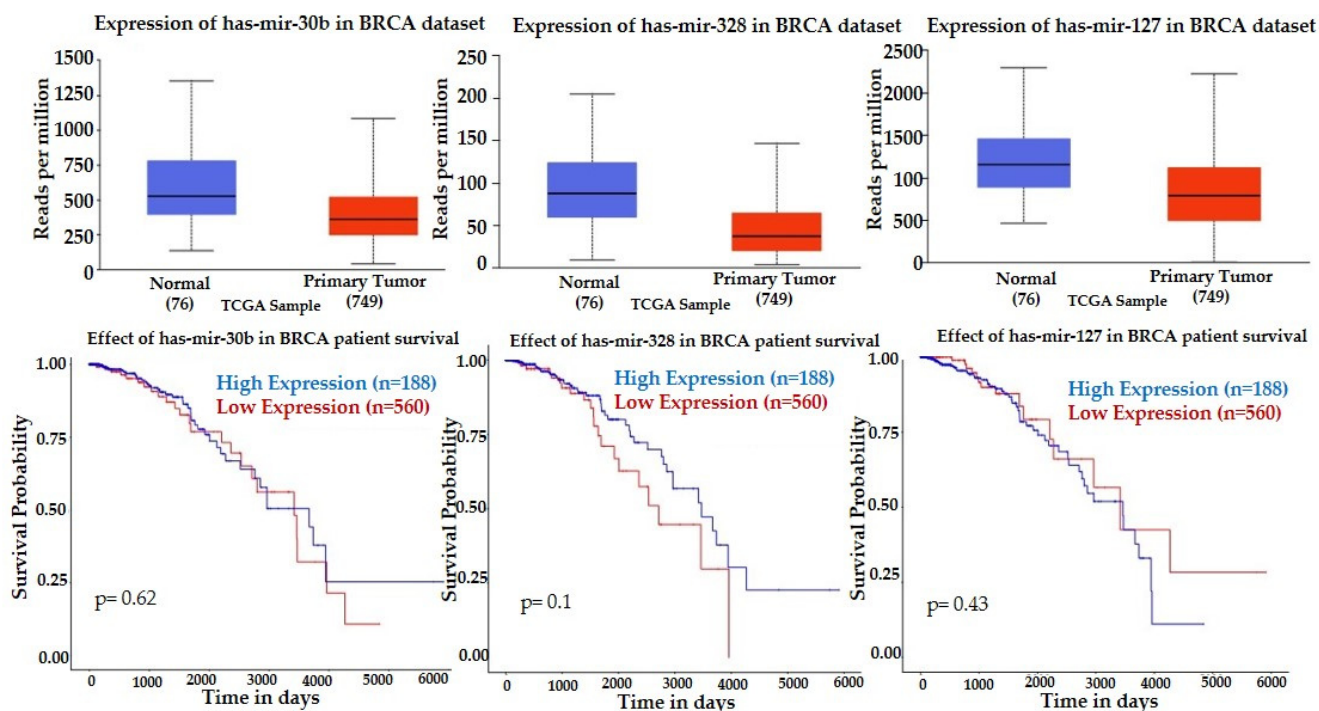 Expression of has-mir-30b in BRCA dataset
Reads per million
1500
1250
1000
750
500
250
0
Normal
(76)
TCGA Sample
Primary Tumor
(749)
Expression of has-mir-328 in BRCA dataset
Reads per million
250
200
150
100
50
0
Normal
(76)
TCGA Sample
Primary Tumor
(749)
Expression of has-mir-127 in BRCA dataset
Reads per million
2500
2000
1500
1000
500
0
Normal
(76)
TCGA Sample
Primary Tumor
(749)
Effect of has-mir-30b in BRCA patient survival
High Expression (n=188)
Low Expression (n=560)
Survival Probability
1.00
0.75
0.50
0.25
0.00
p= 0.62
0 1000 2000 3000 4000 5000 6000
Time in days
Effect of has-mir-328 in BRCA patient survival
High Expression (n=188)
Low Expression (n=560)
Survival Probability
1.00
0.75
0.50
0.25
0.00
p= 0.1
0 1000 2000 3000 4000 5000 6000
Time in days
Effect of has-mir-127 in BRCA patient survival
High Expression (n=188)
Low Expression (n=560)
Survival Probability
1.00
0.75
0.50
0.25
0.00
p= 0.43
0 1000 2000 3000 4000 5000 6000
Time in days